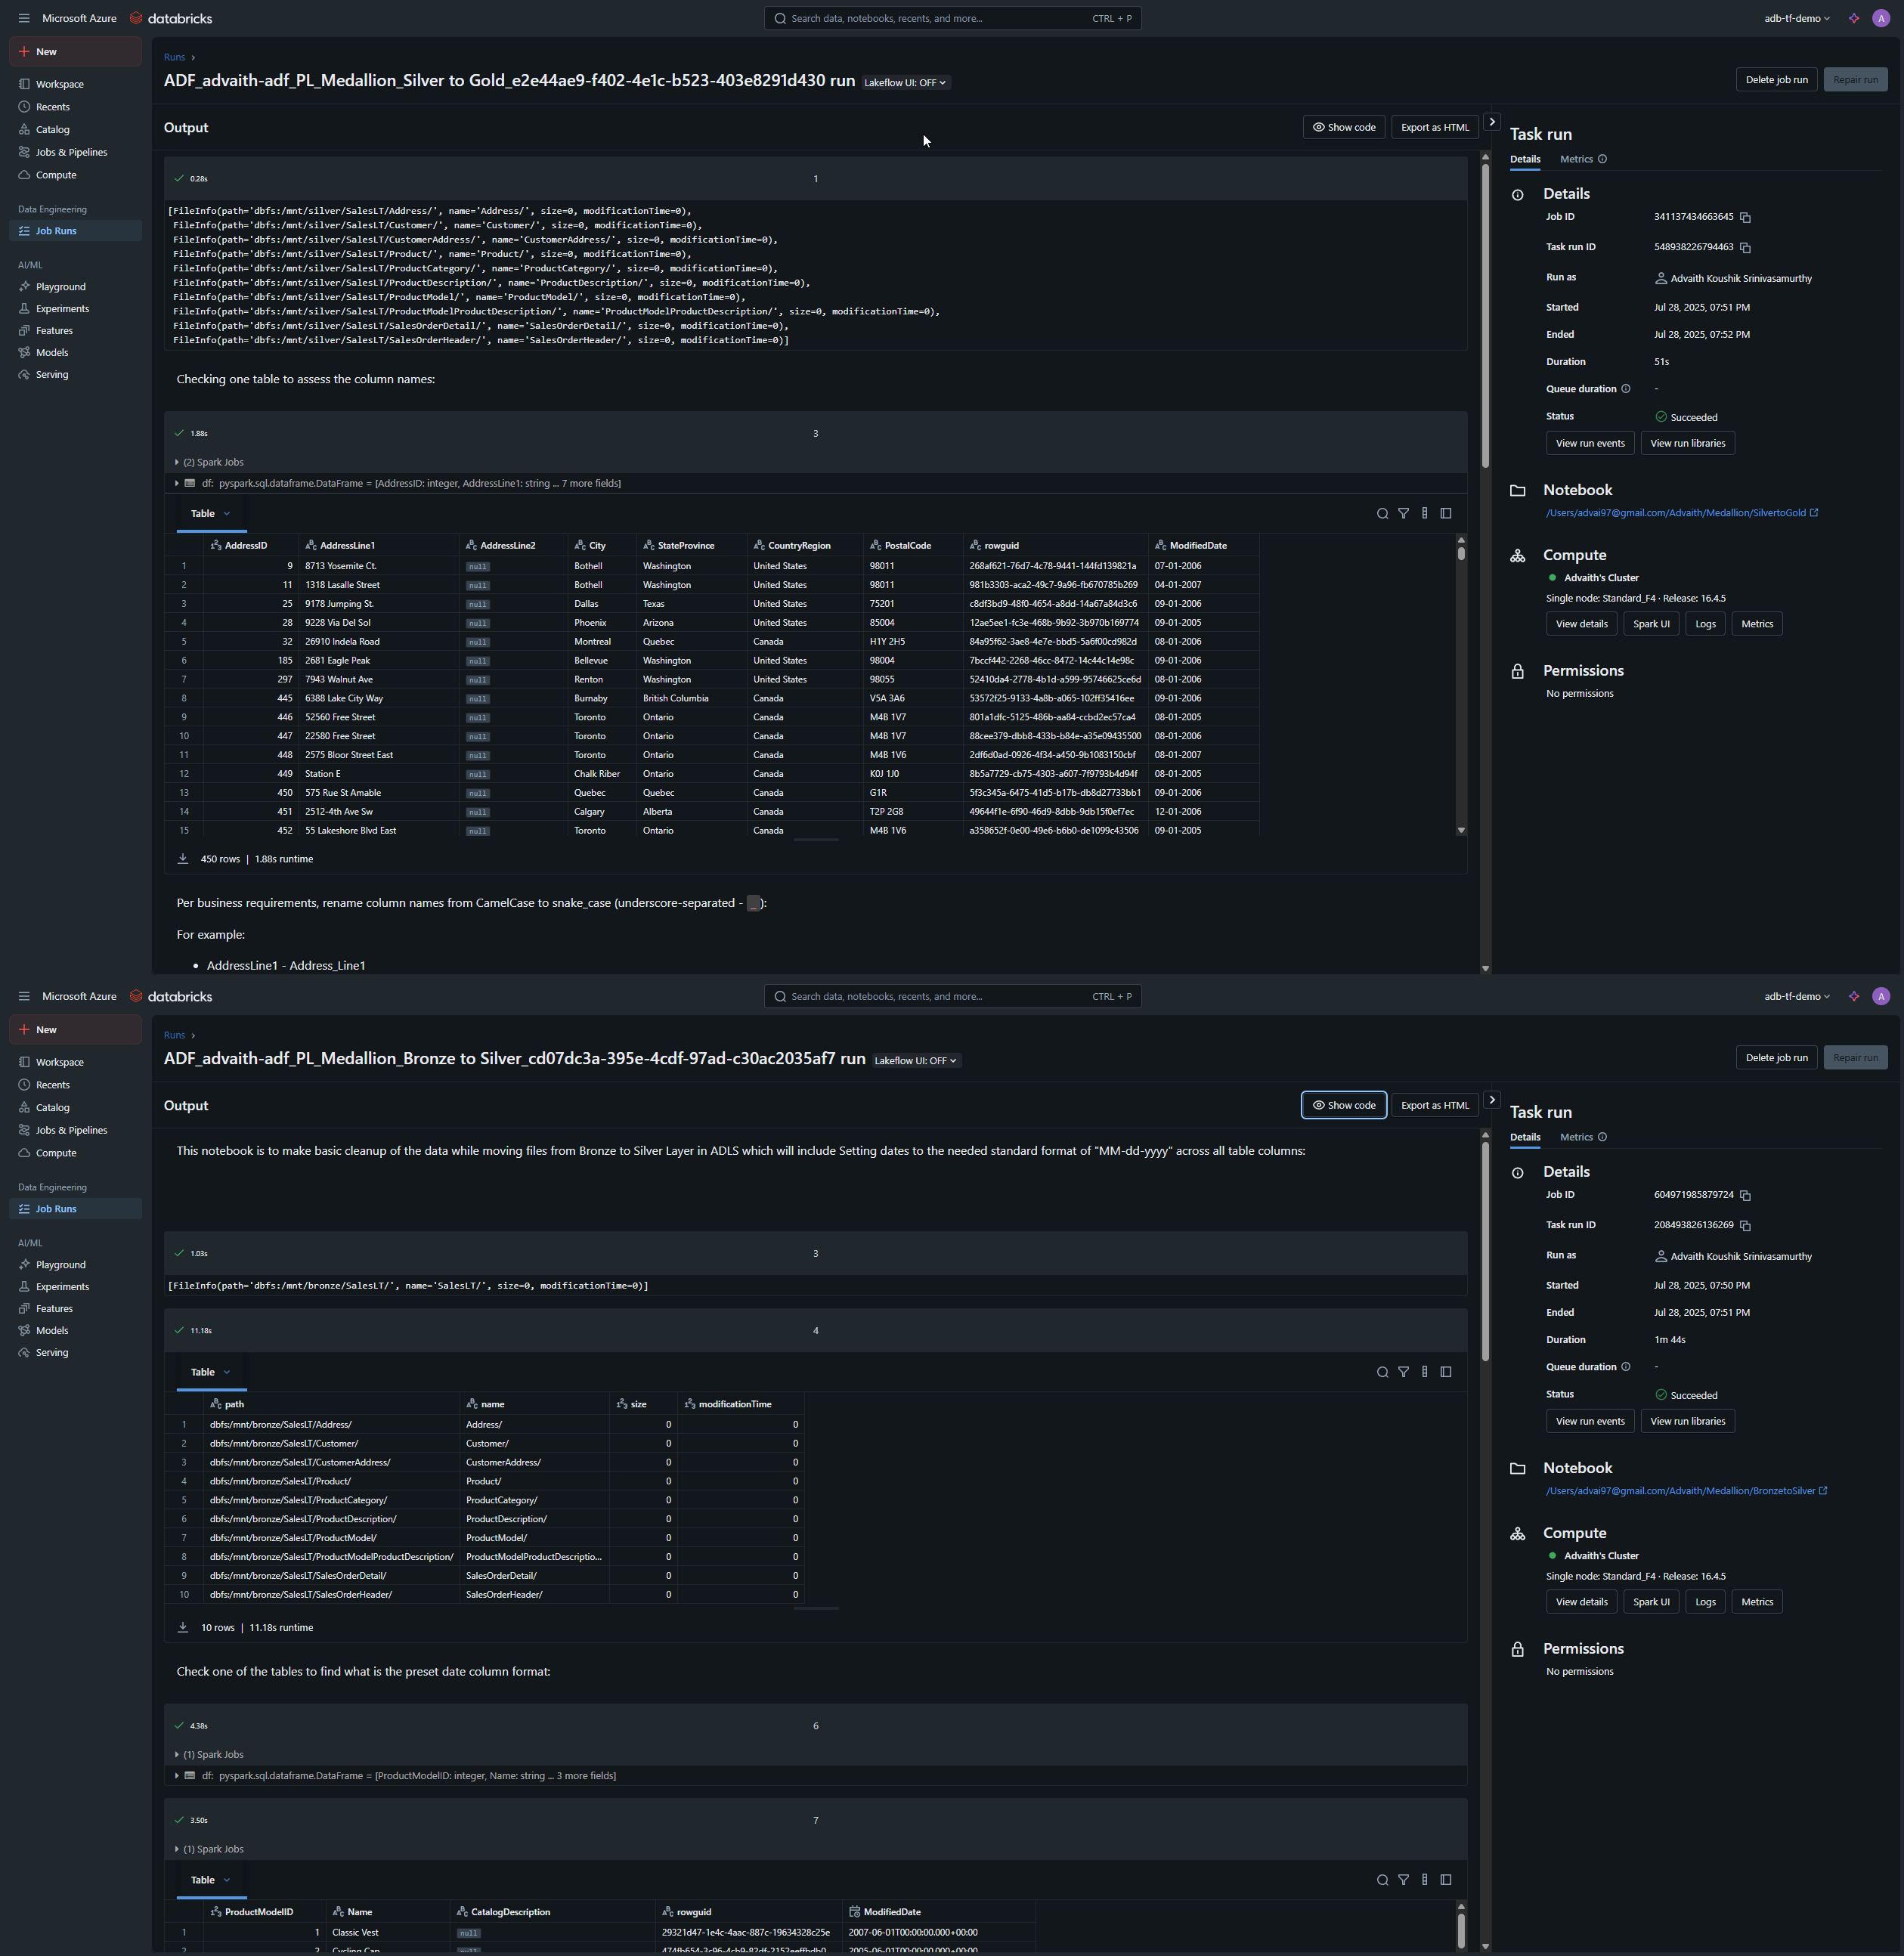 Microsoft Azure databricks
Search data, notebooks, recents, and more... CTRL + P
adb-tf-demo A
New
Workspace
Recents
Catalog
Jobs & Pipelines
Compute
Data Engineering
Job Runs
AI/ML
Playground
Experiments
Features
Models
Serving
Runs ›
ADF_advaith-adf_PL_Medallion_Silver to Gold_e2e44ae9-f402-4e1c-b523-403e8291d430 run Lakeflow UI: OFF
Delete job run Repair run
Output
Show code Export as HTML
0.28s 1
[FileInfo(path='dbfs:/mnt/silver/SalesLT/Address/', name='Address/', size=0, modificationTime=0),
FileInfo(path='dbfs:/mnt/silver/SalesLT/Customer/', name='Customer/', size=0, modificationTime=0),
FileInfo(path='dbfs:/mnt/silver/SalesLT/CustomerAddress/', name='CustomerAddress/', size=0, modificationTime=0),
FileInfo(path='dbfs:/mnt/silver/SalesLT/Product/', name='Product/', size=0, modificationTime=0),
FileInfo(path='dbfs:/mnt/silver/SalesLT/ProductCategory/', name='ProductCategory/', size=0, modificationTime=0),
FileInfo(path='dbfs:/mnt/silver/SalesLT/ProductDescription/', name='ProductDescription/', size=0, modificationTime=0),
FileInfo(path='dbfs:/mnt/silver/SalesLT/ProductModel/', name='ProductModel/', size=0, modificationTime=0),
FileInfo(path='dbfs:/mnt/silver/SalesLT/ProductModelProductDescription/', name='ProductModelProductDescription/', size=0, modificationTime=0),
FileInfo(path='dbfs:/mnt/silver/SalesLT/SalesOrderDetail/', name='SalesOrderDetail/', size=0, modificationTime=0),
FileInfo(path='dbfs:/mnt/silver/SalesLT/SalesOrderHeader/', name='SalesOrderHeader/', size=0, modificationTime=0)]
Checking one table to assess the column names:
1.88s 3
(2) Spark Jobs
df: pyspark.sql.dataframe.DataFrame = [AddressID: integer, AddressLine1: string ... 7 more fields]
Table
AddressID AddressLine1 AddressLine2 City StateProvince CountryRegion PostalCode rowguid ModifiedDate
1 9 8713 Yosemite Ct. null Bothell Washington United States 98011 268af621-76d7-4c78-9441-144fd139821a 07-01-2006
2 11 1318 Lasalle Street null Bothell Washington United States 98011 981b3303-aca2-49c7-9a96-fb670785b269 04-01-2007
3 25 9178 Jumping St. null Dallas Texas United States 75201 c8df3bd9-48f0-4654-a8dd-14a67a84d3c6 09-01-2006
4 28 9228 Via Del Sol null Phoenix Arizona United States 85004 12ae5ee1-fc3e-468b-9b92-3b970b169774 09-01-2005
5 32 26910 Indela Road null Montreal Quebec Canada H1Y 2H5 84a95f62-3ae8-4e7e-bbd5-5a6f00cd982d 08-01-2006
6 185 2681 Eagle Peak null Bellevue Washington United States 98004 7bccf442-2268-46cc-8472-14c44c14e98c 09-01-2006
7 297 7943 Walnut Ave null Renton Washington United States 98055 52410da4-2778-4b1d-a599-95746625ce6d 08-01-2006
8 445 6388 Lake City Way null Burnaby British Columbia Canada V5A 3A6 53572f25-9133-4a8b-a065-102ff35416ee 09-01-2006
9 446 52560 Free Street null Toronto Ontario Canada M4B 1V7 801a1dfc-5125-486b-aa84-ccbd2ec57ca4 08-01-2005
10 447 22580 Free Street null Toronto Ontario Canada M4B 1V7 88cee379-dbb8-433b-b84e-a35e09435500 08-01-2006
11 448 2575 Bloor Street East null Toronto Ontario Canada M4B 1V6 2df6d0ad-0926-4f34-a450-9b1083150cbf 08-01-2007
12 449 Station E null Chalk Riber Ontario Canada K0J 1J0 8b5a7729-cb75-4303-a607-7f9793b4d94f 08-01-2005
13 450 575 Rue St Amable null Quebec Quebec Canada G1R 5f3c345a-6475-41d5-b17b-db8d27733bb1 09-01-2006
14 451 2512-4th Ave Sw null Calgary Alberta Canada T2P 2G8 49644f1e-6f90-46d9-8dbb-9db15f0ef7ec 12-01-2006
15 452 55 Lakeshore Blvd East null Toronto Ontario Canada M4B 1V6 a358652f-0e00-49e6-b6b0-de1099c43506 09-01-2005
450 rows | 1.88s runtime
Per business requirements, rename column names from CamelCase to snake_case (underscore-separated - _):
For example:
• AddressLine1 - Address_Line1
Task run
Details Metrics
Details
Job ID 341137434663645
Task run ID 548938226794463
Run as Advaith Koushik Srinivasamurthy
Started Jul 28, 2025, 07:51 PM
Ended Jul 28, 2025, 07:52 PM
Duration 51s
Queue duration -
Status Succeeded
View run events View run libraries
Notebook
/Users/advai97@gmail.com/Advaith/Medallion/SilvertoGold
Compute
Advaith's Cluster
Single node: Standard_F4 · Release: 16.4.5
View details Spark UI Logs Metrics
Permissions
No permissions
Microsoft Azure databricks
Search data, notebooks, recents, and more... CTRL + P
adb-tf-demo A
New
Workspace
Recents
Catalog
Jobs & Pipelines
Compute
Data Engineering
Job Runs
AI/ML
Playground
Experiments
Features
Models
Serving
Runs ›
ADF_advaith-adf_PL_Medallion_Bronze to Silver_cd07dc3a-395e-4cdf-97ad-c30ac2035af7 run Lakeflow UI: OFF
Delete job run Repair run
Output
Show code Export as HTML
This notebook is to make basic cleanup of the data while moving files from Bronze to Silver Layer in ADLS which will include Setting dates to the needed standard format of "MM-dd-yyyy" across all table columns:
1.03s 3
[FileInfo(path='dbfs:/mnt/bronze/SalesLT/', name='SalesLT/', size=0, modificationTime=0)]
11.18s 4
Table
path name size modificationTime
1 dbfs:/mnt/bronze/SalesLT/Address/ Address/ 0 0
2 dbfs:/mnt/bronze/SalesLT/Customer/ Customer/ 0 0
3 dbfs:/mnt/bronze/SalesLT/CustomerAddress/ CustomerAddress/ 0 0
4 dbfs:/mnt/bronze/SalesLT/Product/ Product/ 0 0
5 dbfs:/mnt/bronze/SalesLT/ProductCategory/ ProductCategory/ 0 0
6 dbfs:/mnt/bronze/SalesLT/ProductDescription/ ProductDescription/ 0 0
7 dbfs:/mnt/bronze/SalesLT/ProductModel/ ProductModel/ 0 0
8 dbfs:/mnt/bronze/SalesLT/ProductModelProductDescription/ ProductModelProductDescriptio... 0 0
9 dbfs:/mnt/bronze/SalesLT/SalesOrderDetail/ SalesOrderDetail/ 0 0
10 dbfs:/mnt/bronze/SalesLT/SalesOrderHeader/ SalesOrderHeader/ 0 0
10 rows | 11.18s runtime
Check one of the tables to find what is the preset date column format:
4.38s 6
(1) Spark Jobs
df: pyspark.sql.dataframe.DataFrame = [ProductModelID: integer, Name: string ... 3 more fields]
3.50s 7
(1) Spark Jobs
Table
ProductModelID Name CatalogDescription rowguid ModifiedDate
1 1 Classic Vest null 29321d47-1e4c-4aac-887c-19634328c25e 2007-06-01T00:00:00.000+00:00
2 2 Cycling Cap null 2005-06-01T00:00:00.000+00:00
Task run
Details Metrics
Details
Job ID 604971985879724
Task run ID 208493826136269
Run as Advaith Koushik Srinivasamurthy
Started Jul 28, 2025, 07:50 PM
Ended Jul 28, 2025, 07:51 PM
Duration 1m 44s
Queue duration -
Status Succeeded
View run events View run libraries
Notebook
/Users/advai97@gmail.com/Advaith/Medallion/BronzetoSilver
Compute
Advaith's Cluster
Single node: Standard_F4 · Release: 16.4.5
View details Spark UI Logs Metrics
Permissions
No permissions